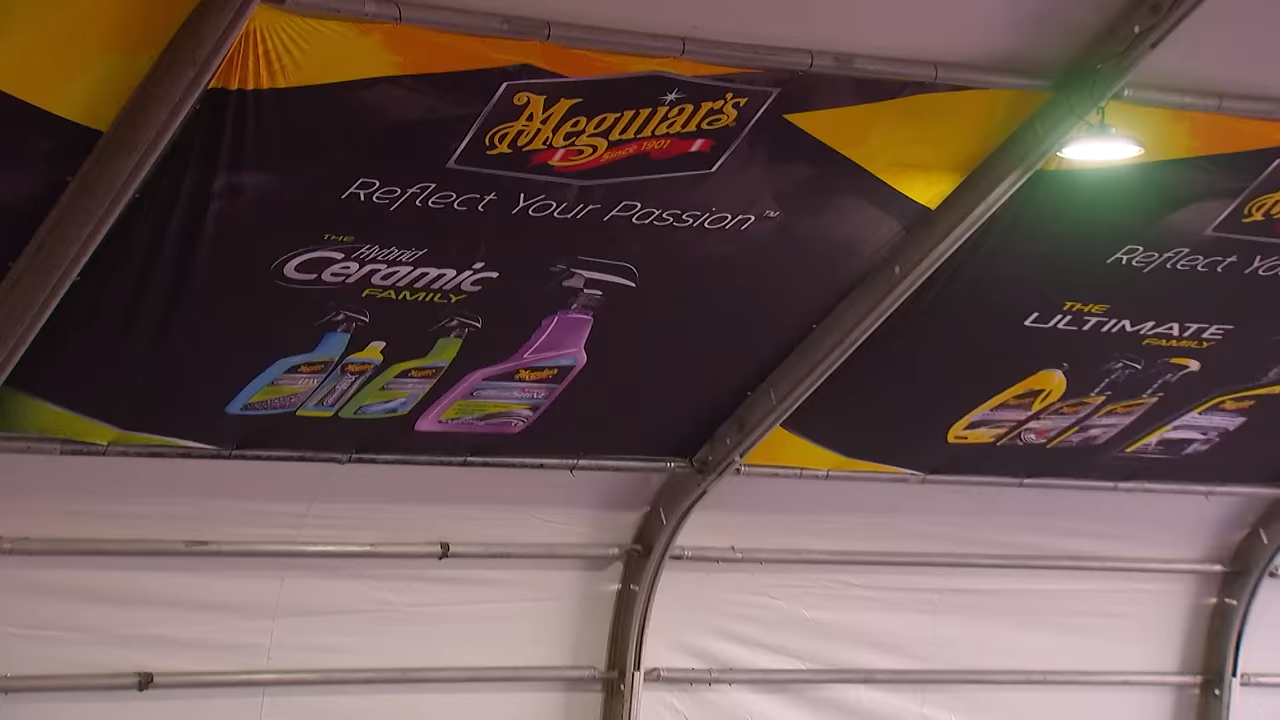 Meguiar's
Since 1901
Reflect Your Passion™
THE
Hybrid
Ceramic
FAMILY
Reflect Yo
THE
ULTIMATE
FAMILY